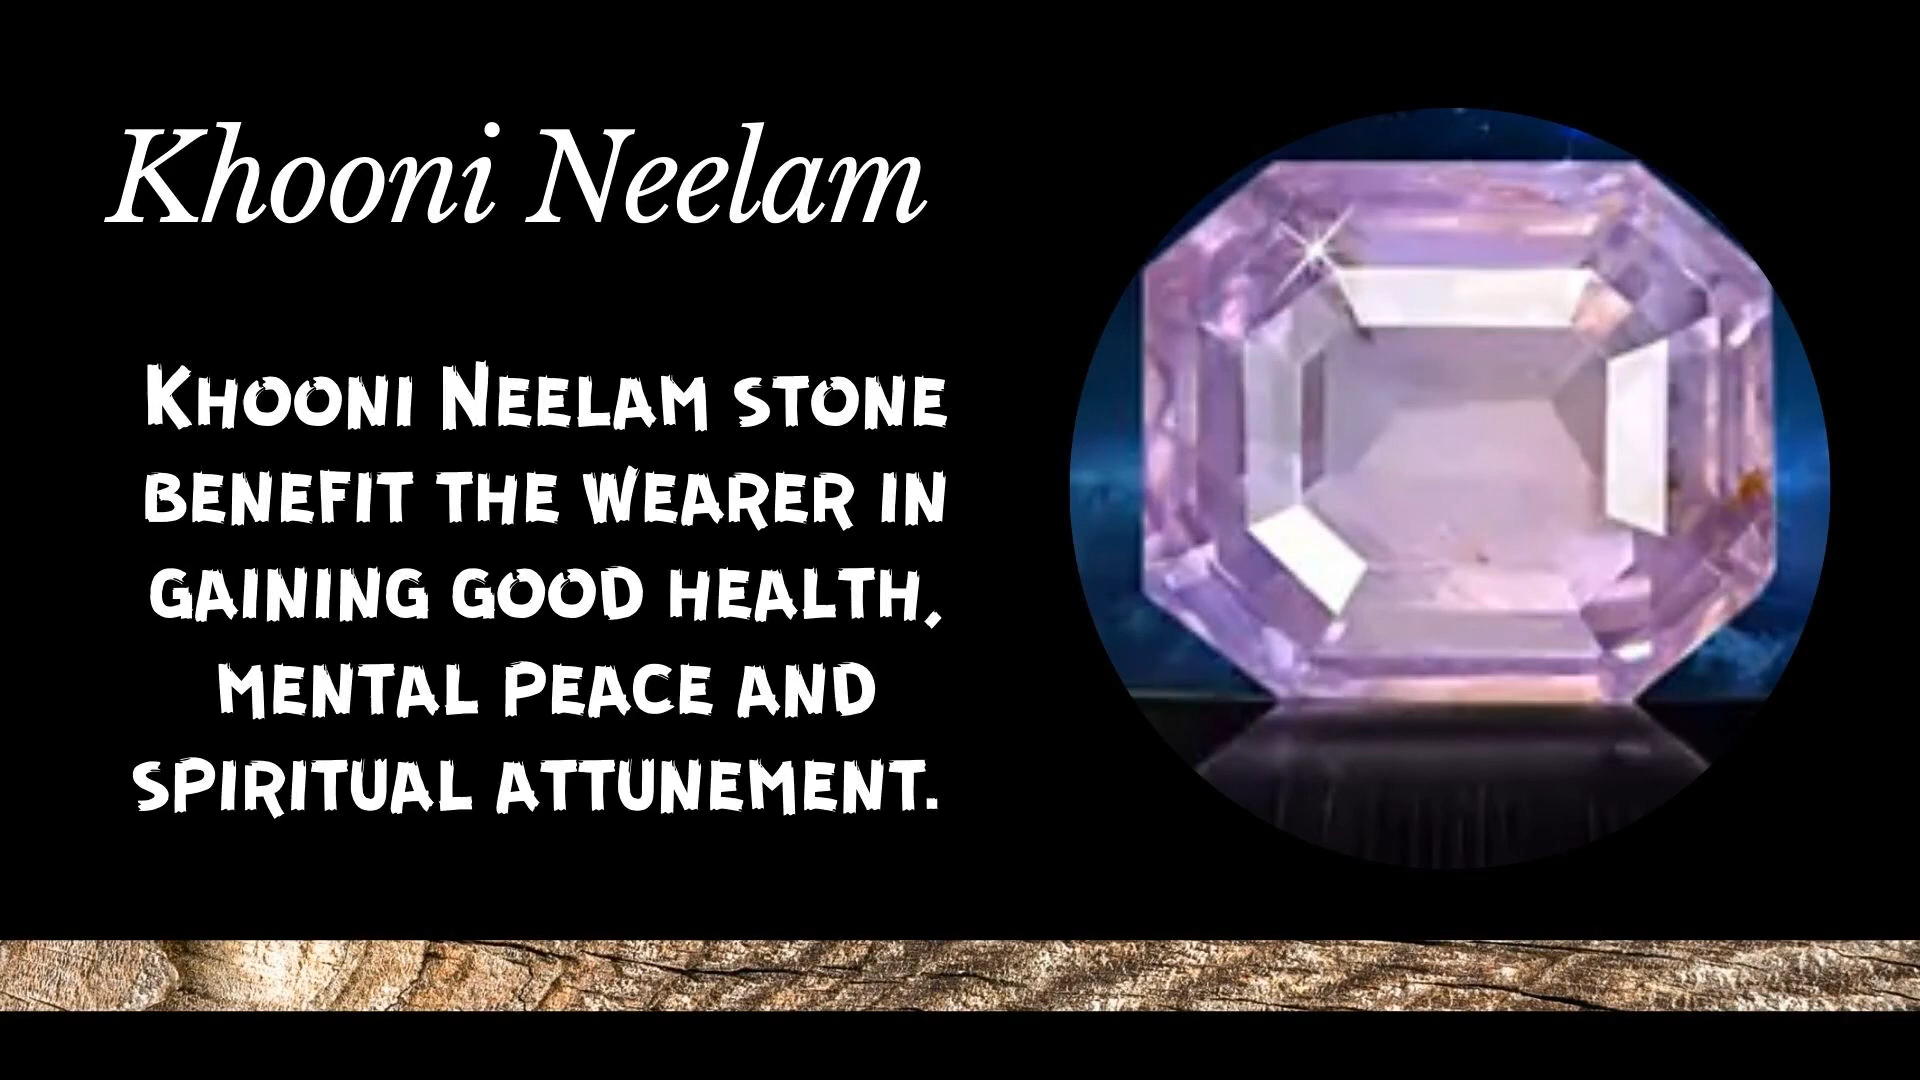 Khooni Neelam
Khooni Neelam stone
benefit the wearer in
gaining good health,
mental peace and
spiritual attunement.